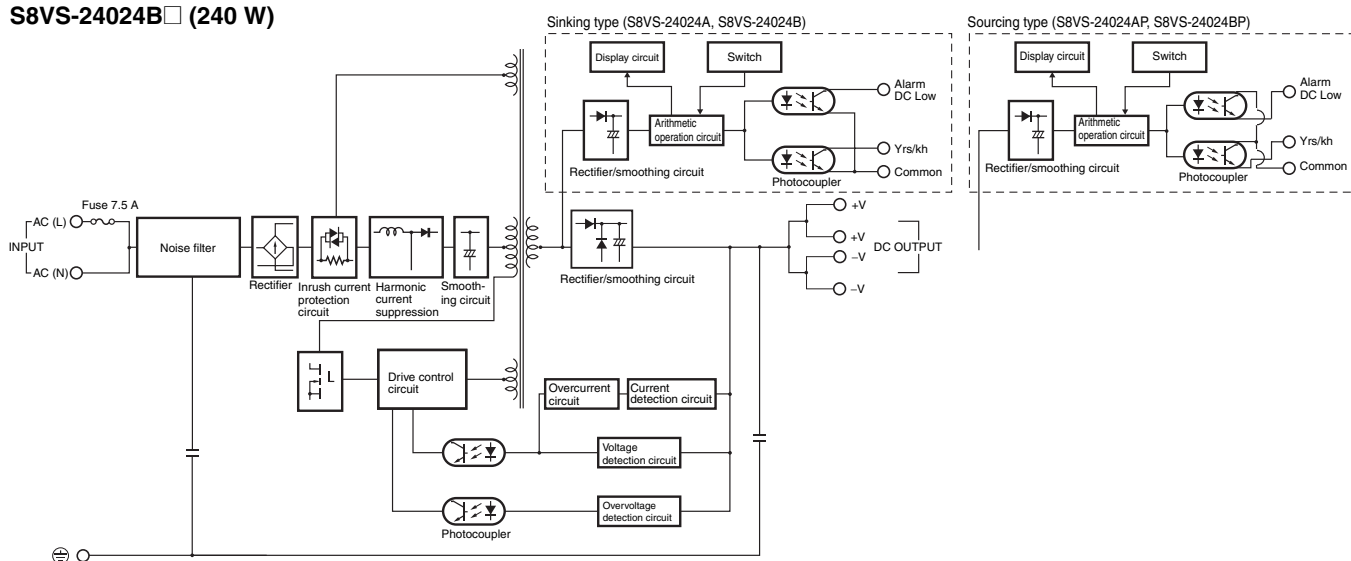 S8VS-24024B□ (240 W)
Sinking type (S8VS-24024A, S8VS-24024B)
Display circuit
Switch
Alarm
DC Low
Arithmetic
operation circuit
Yrs/kh
Rectifier/smoothing circuit
Common
Photocoupler
Sourcing type (S8VS-24024AP, S8VS-24024BP)
Display circuit
Switch
Alarm
DC Low
Arithmetic
operation circuit
Yrs/kh
Rectifier/smoothing circuit
Common
Photocoupler
Fuse 7.5 A
AC (L)
INPUT
AC (N)
Noise filter
Rectifier
Inrush current
protection
circuit
Harmonic
current
suppression
Smooth-
ing circuit
Rectifier/smoothing circuit
+V
+V
DC OUTPUT
–V
–V
L
Drive control
circuit
Overcurrent
circuit
Current
detection circuit
Voltage
detection circuit
Overvoltage
detection circuit
Photocoupler